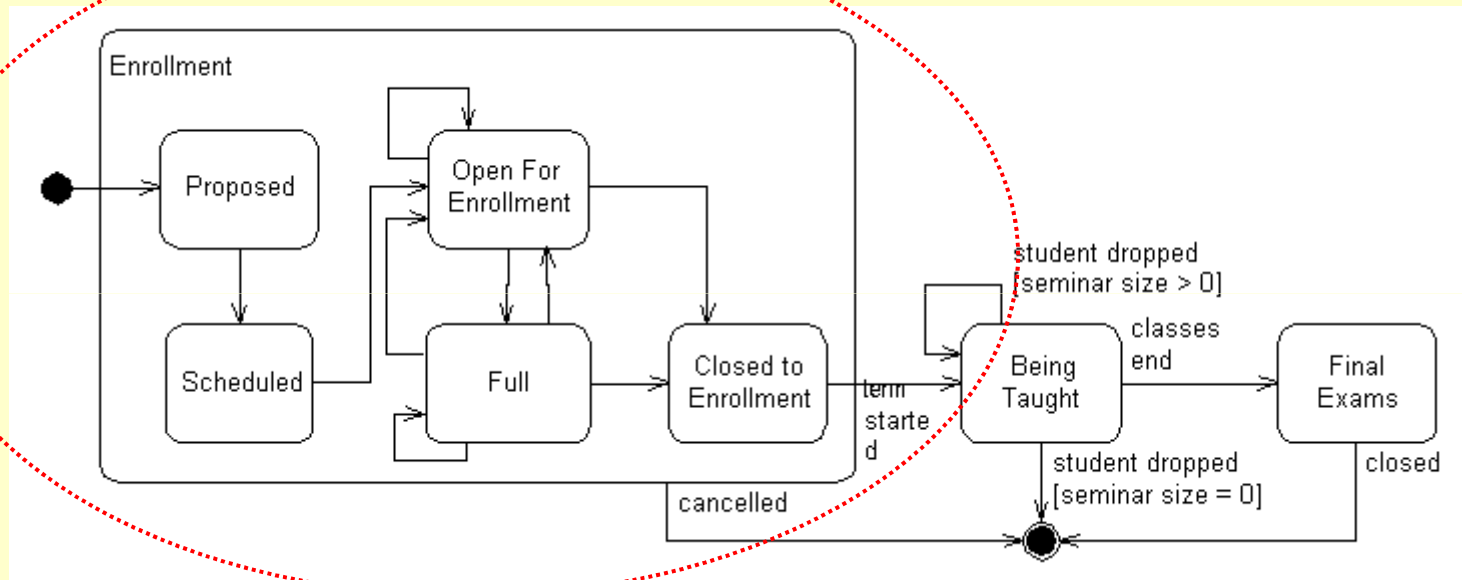 Enrollment
Proposed
Open For
Enrollment
Scheduled
Full
Closed to
Enrollment
term
starte
d
student dropped
[seminar size > 0]
Being
Taught
classes
end
Final
Exams
student dropped
[seminar size = 0]
closed
cancelled